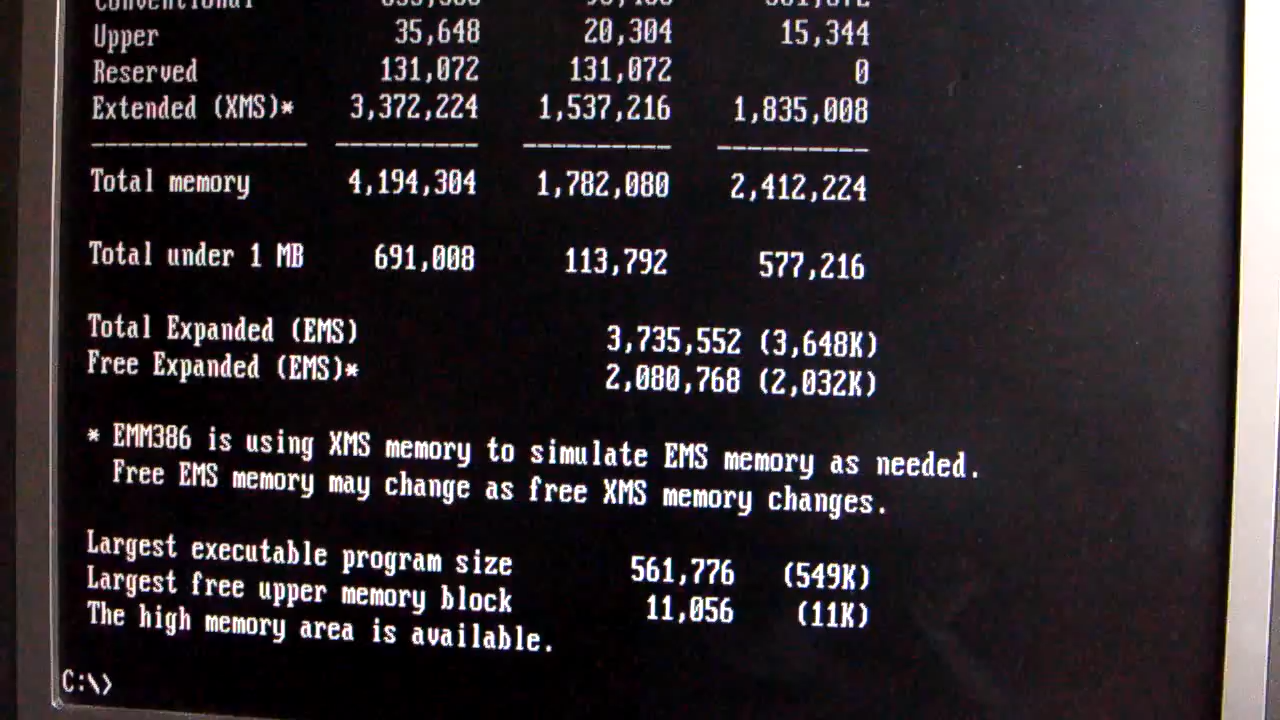 Conventional
Upper 35,648 20,304 15,344
Reserved 131,072 131,072 0
Extended (XMS)* 3,372,224 1,537,216 1,835,008
---------------- ---------- ---------- ----------
Total memory 4,194,304 1,782,080 2,412,224
Total under 1 MB 691,008 113,792 577,216
Total Expanded (EMS) 3,735,552 (3,648K)
Free Expanded (EMS)* 2,080,768 (2,032K)
* EMM386 is using XMS memory to simulate EMS memory as needed.
Free EMS memory may change as free XMS memory changes.
Largest executable program size 561,776 (549K)
Largest free upper memory block 11,056 (11K)
The high memory area is available.
C:\>